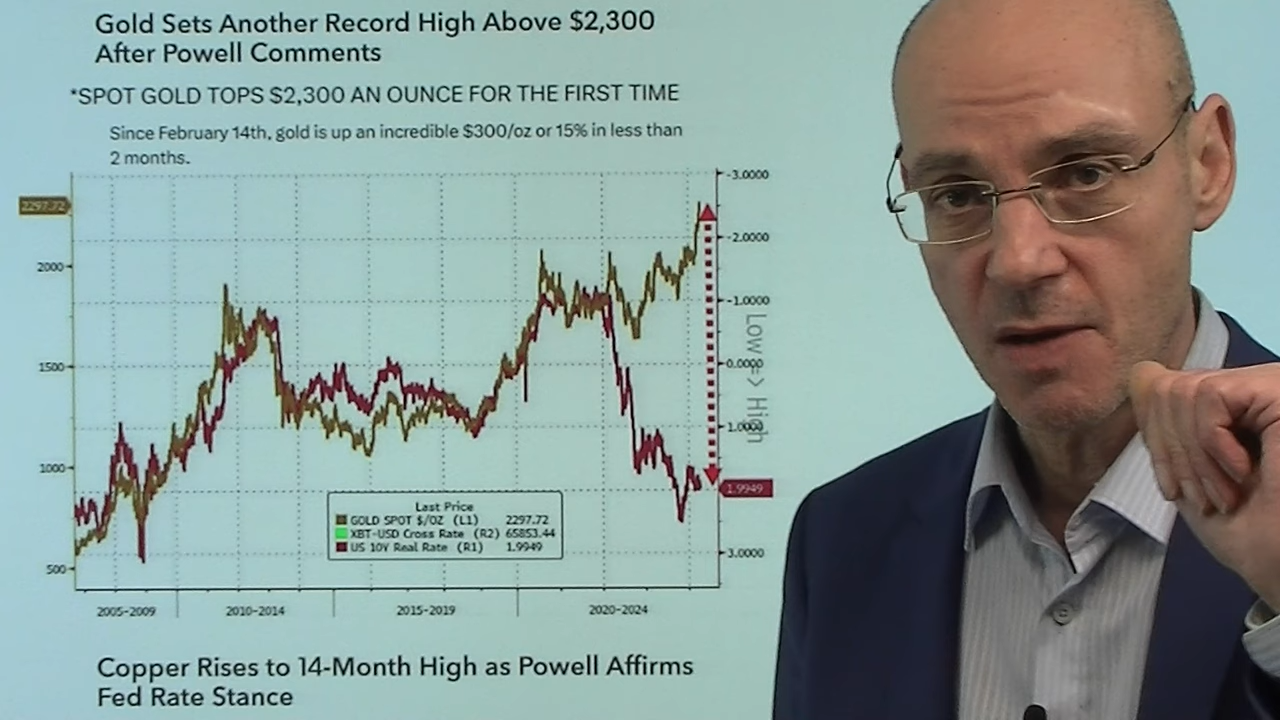 Gold Sets Another Record High Above $2,300
After Powell Comments
*SPOT GOLD TOPS $2,300 AN OUNCE FOR THE FIRST TIME
Since February 14th, gold is up an incredible $300/oz or 15% in less than
2 months.
2297.72
2000
1500
1000
500
-3.0000
-2.0000
-1.0000
0.0000
1.0000
1.9949
3.0000
Low -> High
Last Price
GOLD SPOT $/OZ (L1) 2297.72
XBT-USD Cross Rate (R2) 65853.44
US 10Y Real Rate (R1) 1.9949
2005-2009
2010-2014
2015-2019
2020-2024
Copper Rises to 14-Month High as Powell Affirms
Fed Rate Stance